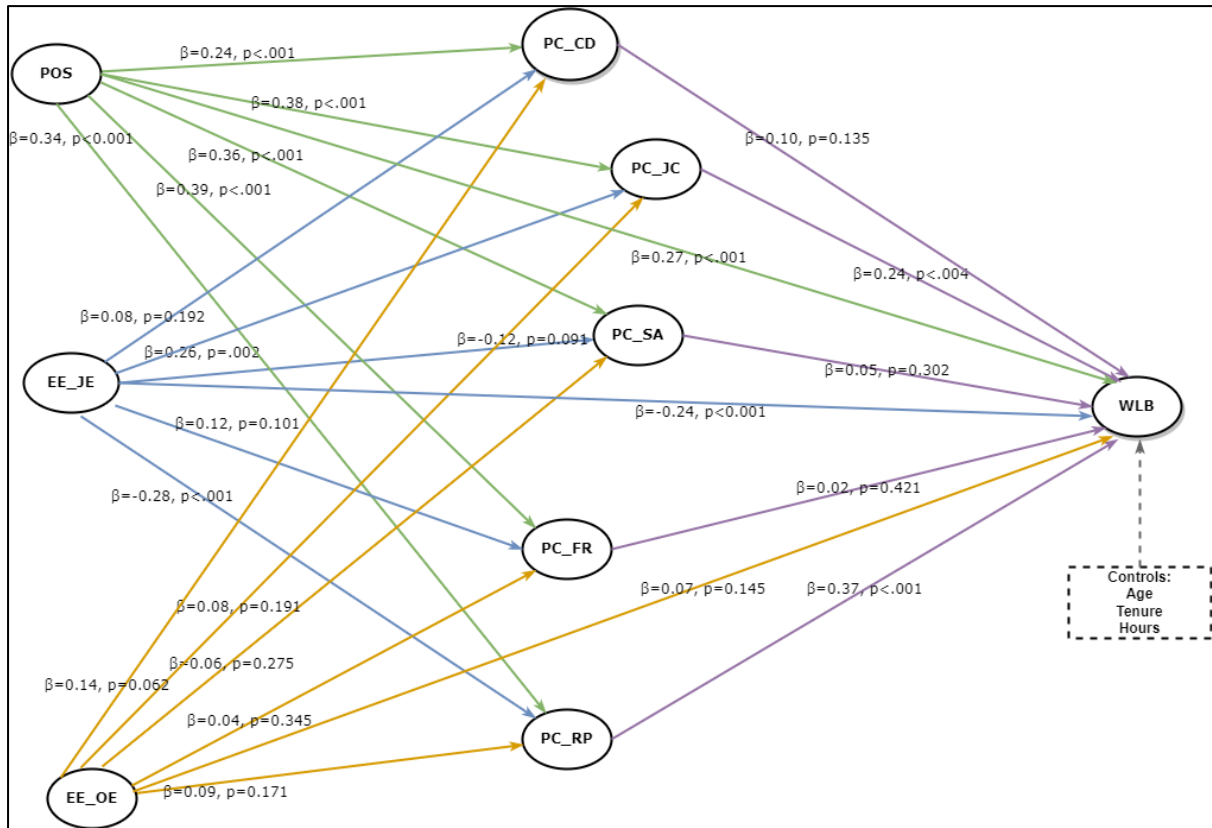 PC_CD
POS
β=0.24, p<.001
β=0.38, p<.001
β=0.34, p<0.001
β=0.10, p=0.135
β=0.36, p<.001
PC_JC
β=0.39, p<.001
β=0.27, p<.001
β=0.24, p<.004
β=0.08, p=0.192
β=-0.12, p=0.091
PC_SA
β=0.26, p=.002
β=0.05, p=0.302
EE_JE
WLB
β=-0.24, p<0.001
β=0.12, p=0.101
β=-0.28, p<.001
β=0.02, p=0.421
PC_FR
Controls:
Age
Tenure
Hours
β=0.07, p=0.145
β=0.37, p<.001
β=0.08, p=0.191
β=0.06, p=0.275
β=0.14, p=0.062
β=0.04, p=0.345
PC_RP
EE_OE
β=0.09, p=0.171